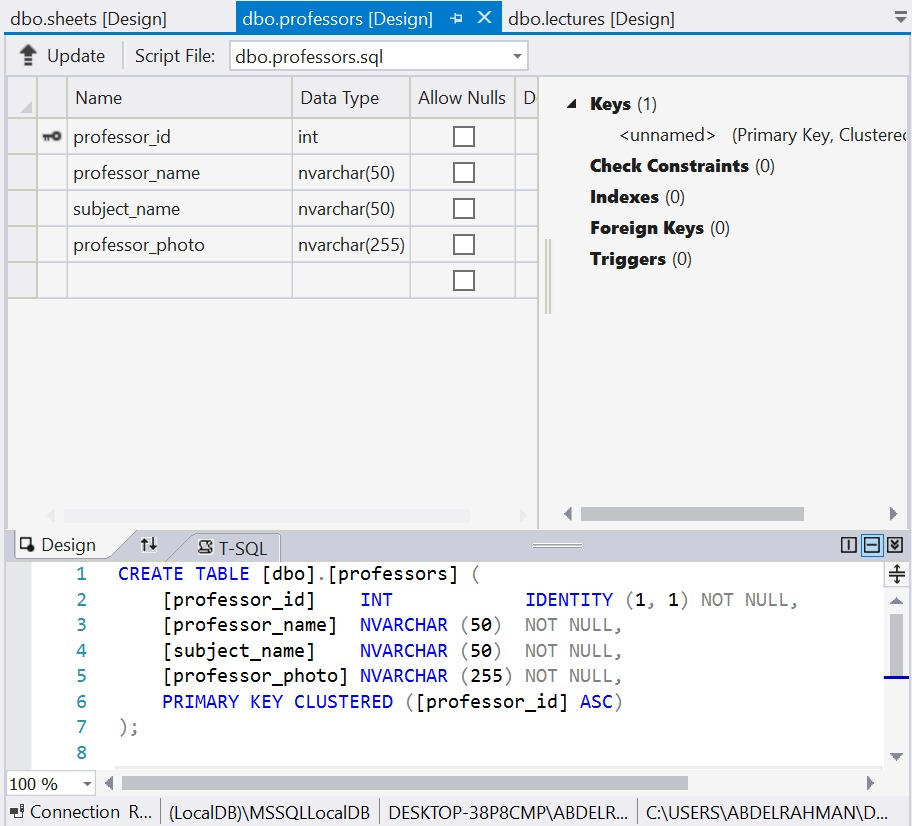 dbo.sheets [Design] dbo.professors [Design] dbo.lectures [Design]
Update Script File: dbo.professors.sql
Name Data Type Allow Nulls D
professor_id int
professor_name nvarchar(50)
subject_name nvarchar(50)
professor_photo nvarchar(255)
Keys (1)
<unnamed> (Primary Key, Clustered
Check Constraints (0)
Indexes (0)
Foreign Keys (0)
Triggers (0)
Design T-SQL
1 CREATE TABLE [dbo].[professors] (
2 [professor_id] INT IDENTITY (1, 1) NOT NULL,
3 [professor_name] NVARCHAR (50) NOT NULL,
4 [subject_name] NVARCHAR (50) NOT NULL,
5 [professor_photo] NVARCHAR (255) NOT NULL,
6 PRIMARY KEY CLUSTERED ([professor_id] ASC)
7 );
8
100 %
Connection R... (LocalDB)\MSSQLLocalDB DESKTOP-38P8CMP\ABDELR... C:\USERS\ABDELRAHMAN\D...